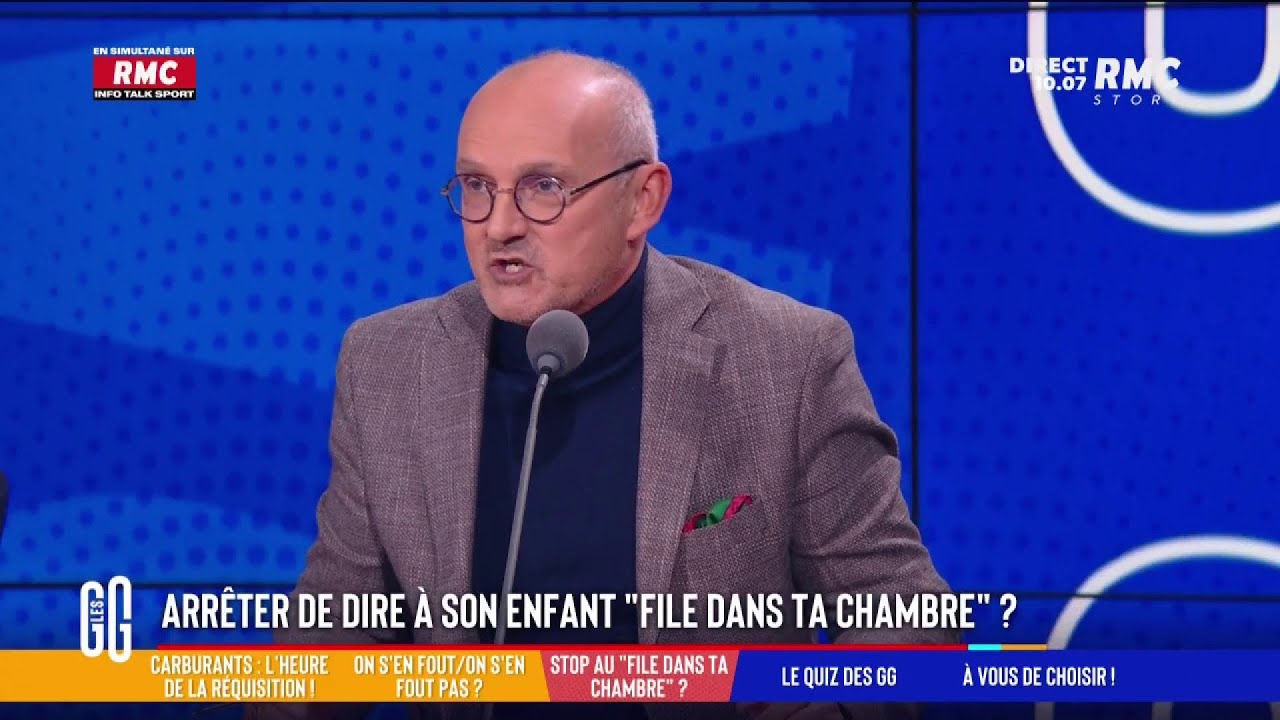 EN SIMULTANÉ SUR
RMC
INFO TALK SPORT
DIRECT
10.07
RMC
STOR
LES
GG
ARRÊTER DE DIRE À SON ENFANT "FILE DANS TA CHAMBRE" ?
CARBURANTS : L'HEURE
DE LA RÉQUISITION !
ON S'EN FOUT/ON S'EN
FOUT PAS ?
STOP AU "FILE DANS TA
CHAMBRE" ?
LE QUIZ DES GG
À VOUS DE CHOISIR !